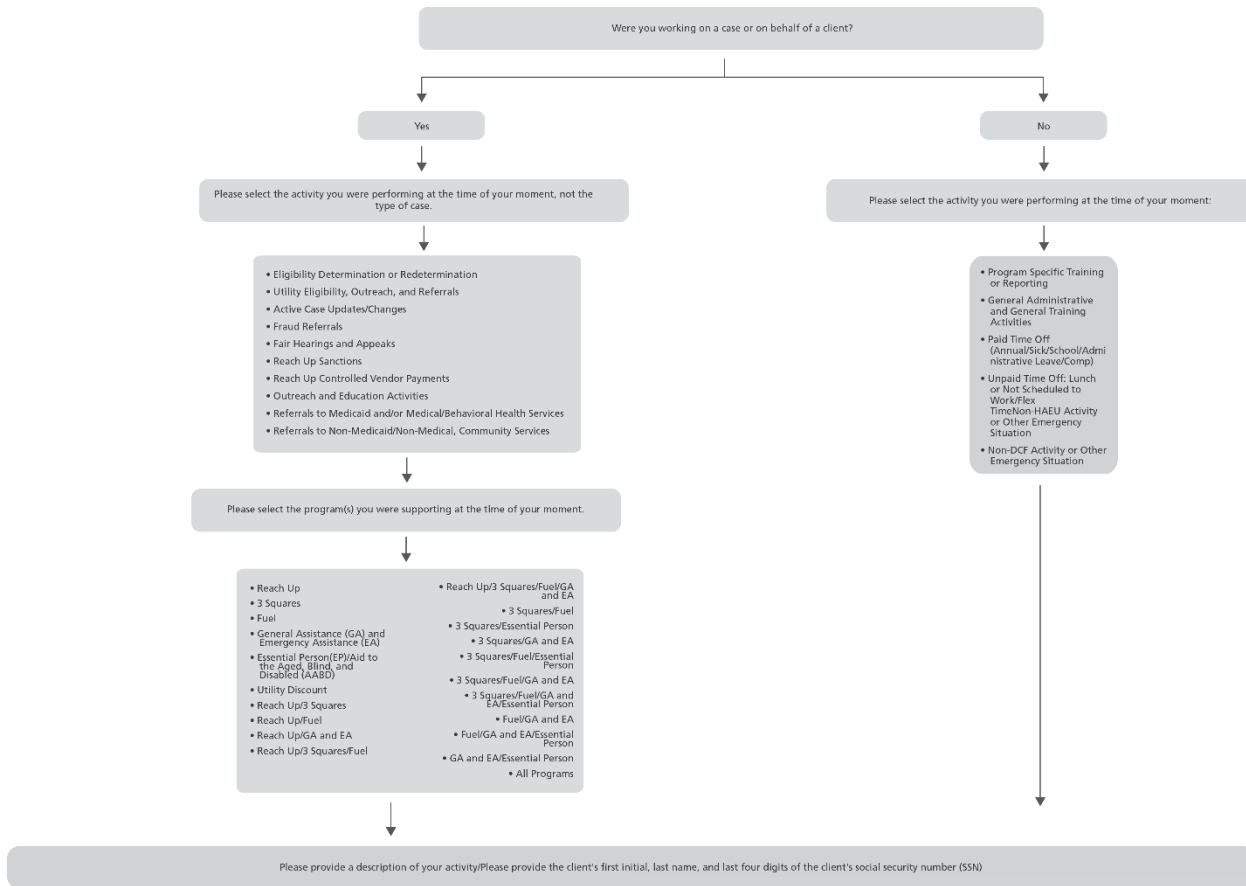 Were you working on a case or on behalf of a client?
Yes
No
Please select the activity you were performing at the time of your moment, not the
type of case.
Please select the activity you were performing at the time of your moment:
• Eligibility Determination or Redetermination
• Utility Eligibility, Outreach, and Referrals
• Active Case Updates/Changes
• Fraud Referrals
• Fair Hearings and Appeaks
• Reach Up Sanctions
• Reach Up Controlled Vendor Payments
• Outreach and Education Activities
• Referrals to Medicaid and/or Medical/Behavioral Health Services
• Referrals to Non-Medicaid/Non-Medical, Community Services
• Program Specific Training
or Reporting
• General Administrative
and General Training
Activities
• Paid Time Off
(Annual/Sick/School/Admi
nistrative Leave/Comp)
• Unpaid Time Off: Lunch
or Not Scheduled to
Work/Flex
TimeNon-HAEU Activity
or Other Emergency
Situation
• Non-DCF Activity or Other
Emergency Situation
Please select the program(s) you were supporting at the time of your moment.
• Reach Up
• 3 Squares
• Fuel
• General Assistance (GA) and
Emergency Assistance (EA)
• Essential Person(EP)/Aid to
the Aged, Blind, and
Disabled (AABD)
• Utility Discount
• Reach Up/3 Squares
• Reach Up/Fuel
• Reach Up/GA and EA
• Reach Up/3 Squares/Fuel
• Reach Up/3 Squares/Fuel/GA
and EA
• 3 Squares/Fuel
• 3 Squares/Essential Person
• 3 Squares/GA and EA
• 3 Squares/Fuel/Essential
Person
• 3 Squares/Fuel/GA and EA
• 3 Squares/Fuel/GA and
EA/Essential Person
• Fuel/GA and EA
• Fuel/GA and EA/Essential
Person
• GA and EA/Essential Person
• All Programs
Please provide a description of your activity/Please provide the client's first initial, last name, and last four digits of the client's social security number (SSN)